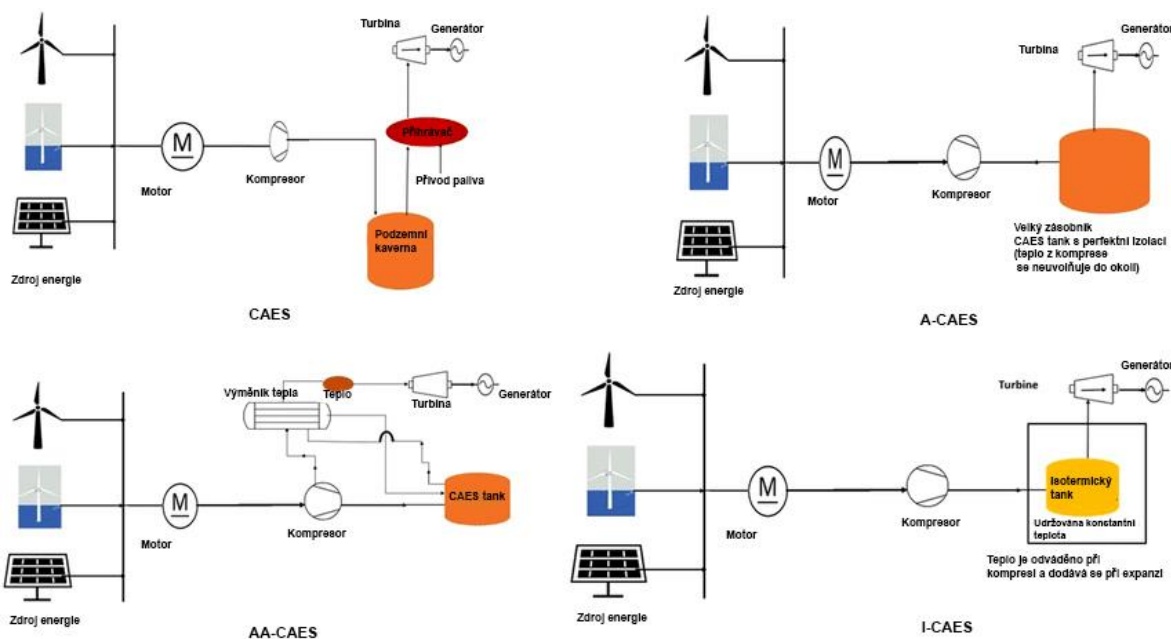 Turbína
Generátor
M
Motor
Kompresor
Přihřávač
Přívod paliva
Podzemní
kaverna
Zdroj energie
CAES
Turbína
Generátor
M
Motor
Kompresor
Velký zásobník
CAES tank s perfektní izolací
(teplo z komprese
se neuvolňuje do okolí)
Zdroj energie
A-CAES
Výměník tepla
Teplo
Turbína
Generátor
M
Motor
Kompresor
CAES tank
Zdroj energie
AA-CAES
Turbine
Generátor
M
Motor
Kompresor
Isotermický
tank
Udržována konstantní
teplota
Teplo je odváděno při
kompresi a dodává se při expanzi
Zdroj energie
I-CAES